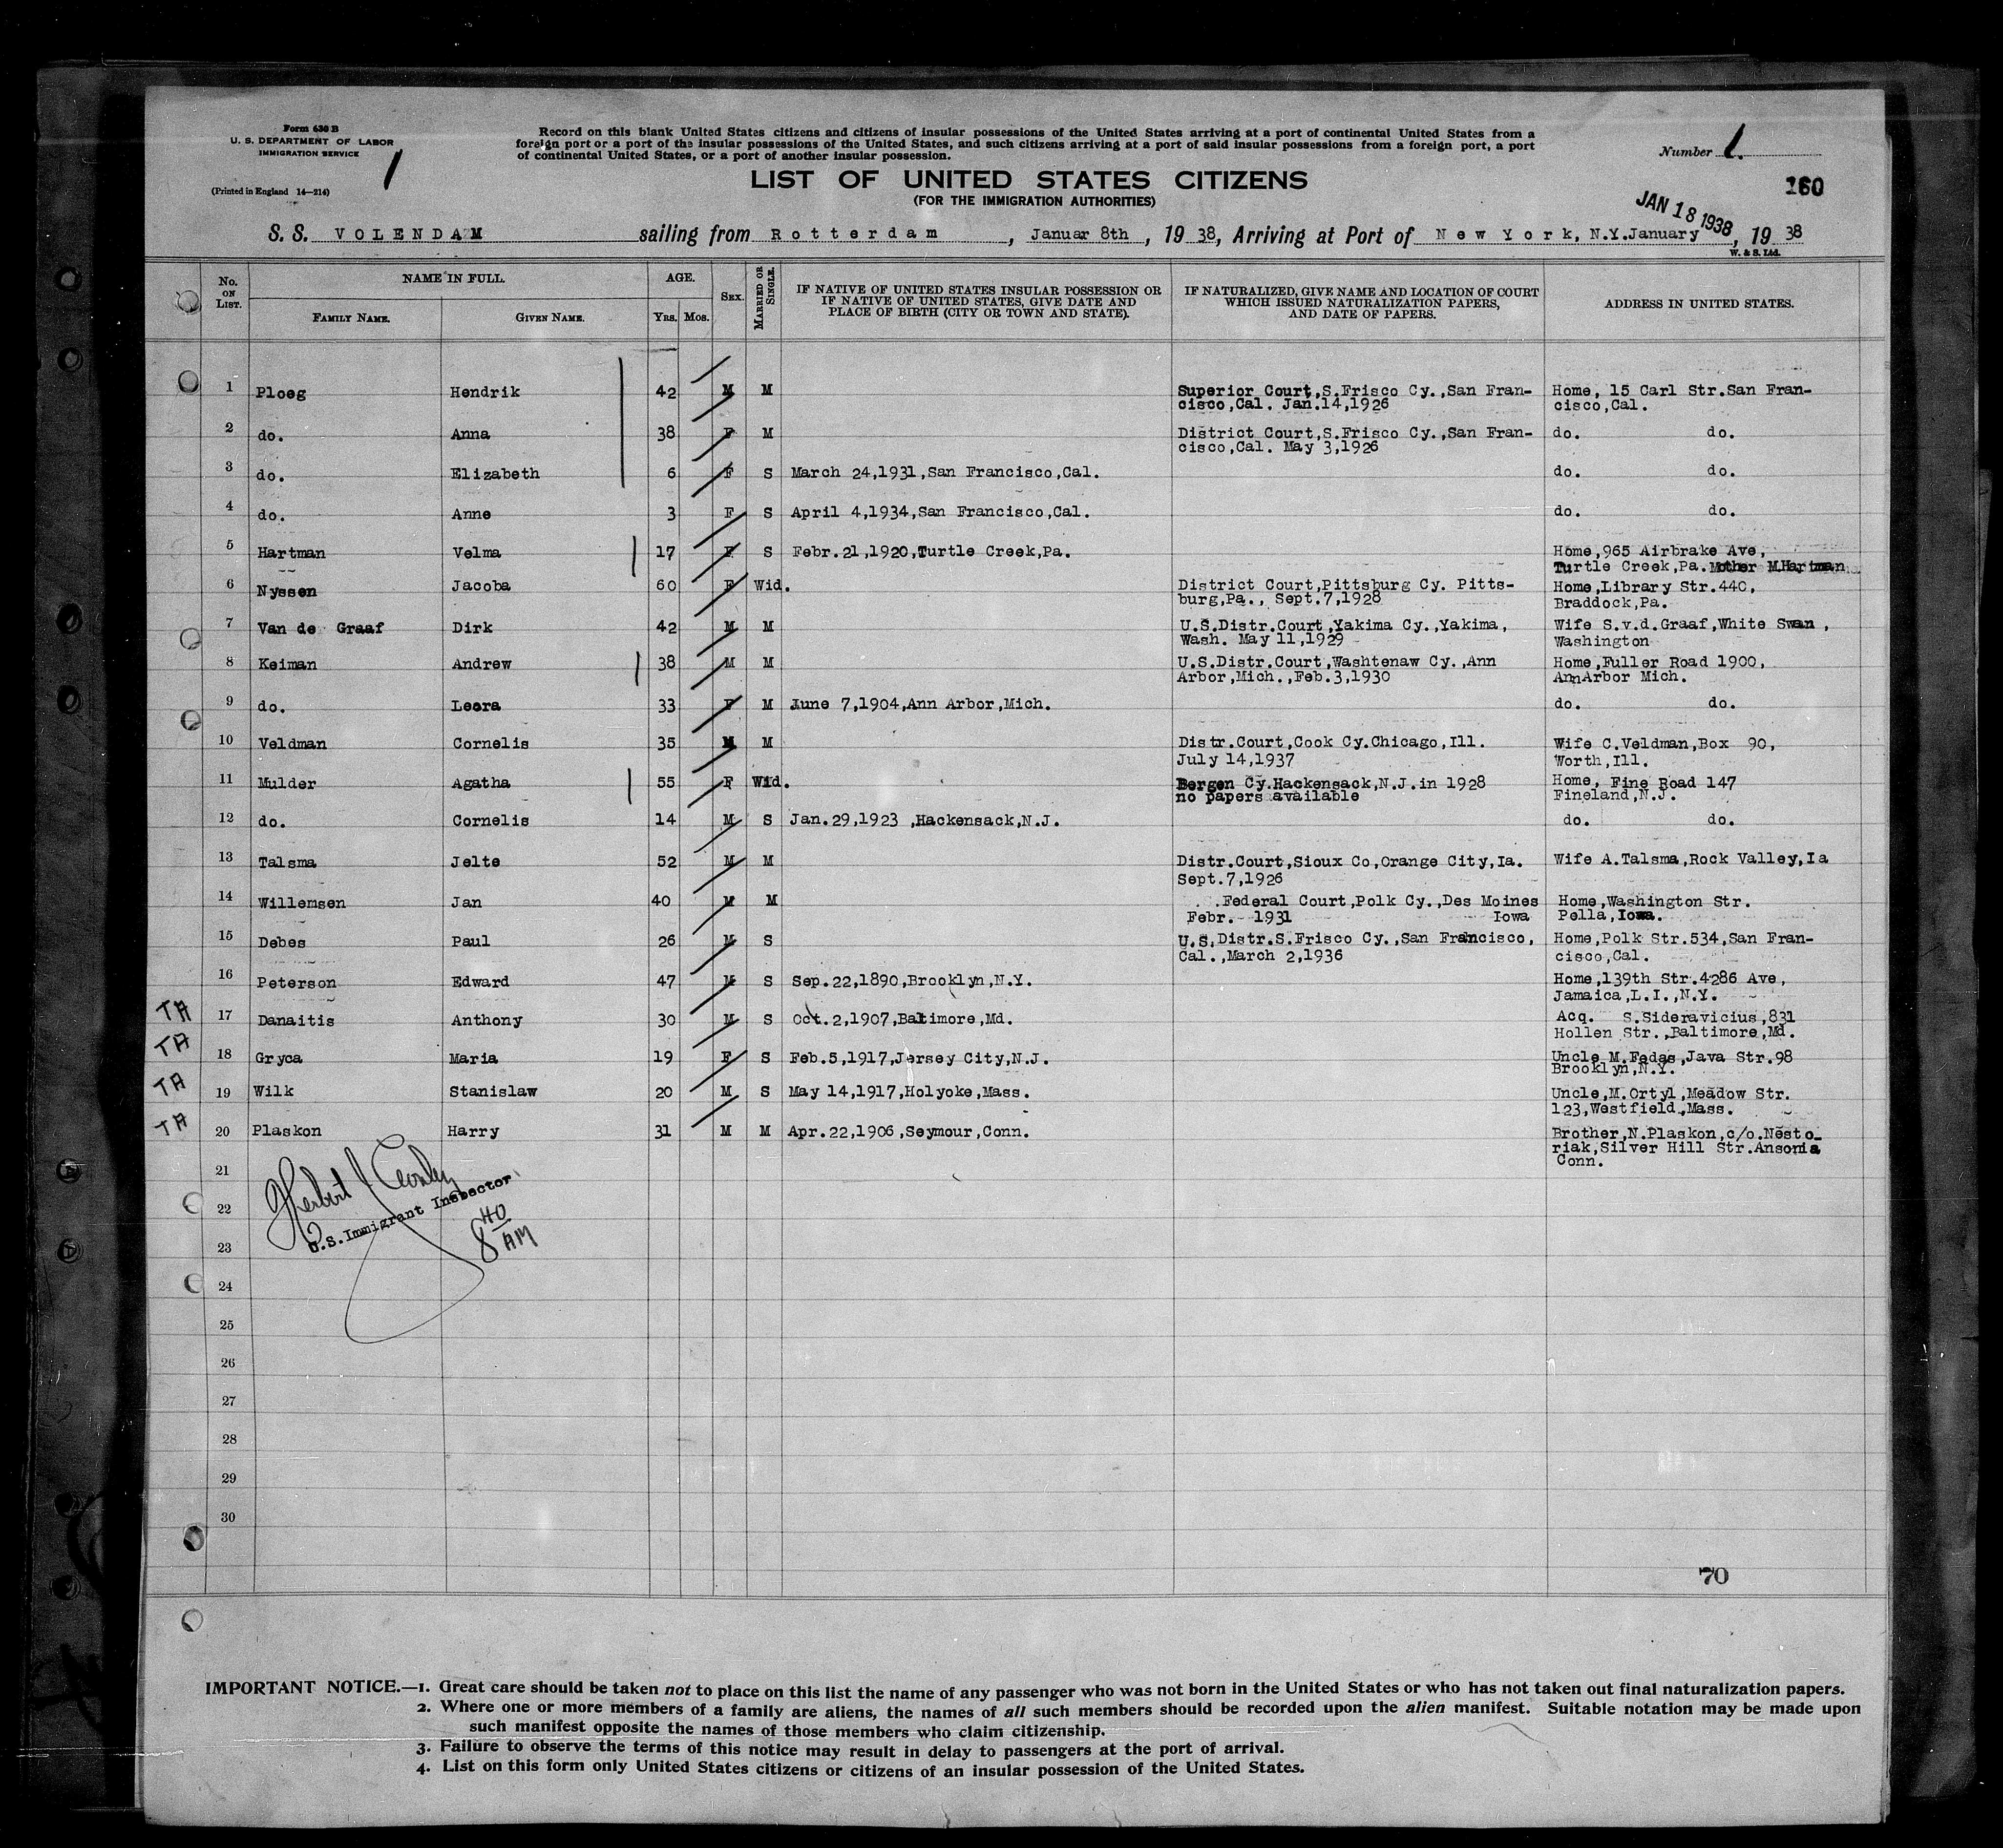 Form 630 B
U. S. DEPARTMENT OF LABOR
IMMIGRATION SERVICE
(Printed in England 14—214)
1
Record on this blank United States citizens and citizens of insular possessions of the United States arriving at a port of continental United States from a
foreign port or a port of the insular possessions of the United States, and such citizens arriving at a port of said insular possessions from a foreign port, a port
of continental United States, or a port of another insular possession.
Number 1.
LIST OF UNITED STATES CITIZENS
(FOR THE IMMIGRATION AUTHORITIES)
160
JAN 18 1938
S. S. VOLENDAM sailing from Rotterdam, Januar 8th, 19 38, Arriving at Port of New York, N.Y. January, 19 38
W. & S. Ltd.
No. ON LIST. NAME IN FULL AGE. SEX. MARRIED OR SINGLE. IF NATIVE OF UNITED STATES INSULAR POSSESSION OR IF NATIVE OF UNITED STATES, GIVE DATE AND PLACE OF BIRTH (CITY OR TOWN AND STATE). IF NATURALIZED, GIVE NAME AND LOCATION OF COURT WHICH ISSUED NATURALIZATION PAPERS, AND DATE OF PAPERS. ADDRESS IN UNITED STATES.
FAMILY NAME. GIVEN NAME. YRS. MOS.
1 Ploeg Hendrik 42 M M Superior Court,S.Frisco Cy.,San Fran- Home, 15 Carl Str.San Fran-
cisco,Cal. Jan.14,1926 cisco,Cal.
2 do. Anna 38 F M District Court,S.Frisco Cy.,San Fran- do. do.
cisco,Cal. May 3,1926
3 do. Elizabeth 6 F S March 24,1931,San Francisco,Cal. do. do.
4 do. Anne 3 F S April 4,1934,San Francisco,Cal. do. do.
5 Hartman Velma 17 F S Febr.21,1920,Turtle Creek,Pa. Home,965 Airbrake Ave,
Turtle Creek,Pa. Mother M.Hartman
6 Nyssen Jacoba 60 F Wid. District Court,Pittsburg Cy. Pitts- Home,Library Str.440,
burg,Pa., Sept.7,1928 Braddock,Pa.
7 Van de Graaf Dirk 42 M M U.S.Distr.Court,Yakima Cy.,Yakima, Wife S.v.d.Graaf,White Swan,
Wash. May 11,1929 Washington
8 Keiman Andrew 38 M M U.S.Distr.Court,Washtenaw Cy.,Ann Home,Fuller Road 1900,
Arbor,Mich.,Feb.3,1930 AnnArbor Mich.
9 do. Leora 33 F M June 7,1904,Ann Arbor,Mich. do. do.
10 Veldman Cornelis 35 M M Distr.Court,Cook Cy.Chicago,Ill. Wife C.Veldman,Box 90,
July 14,1937 Worth,Ill.
11 Mulder Agatha 55 F Wid. Bergen Cy.Hackensack,N.J.in 1928 Home, Fine Road 147
no papers available Fineland,N.J.
12 do. Cornelis 14 M S Jan.29,1923 ,Hackensack,N.J. do. do.
13 Talsma Jelte 52 M M Distr.Court,Sioux Co,Orange City,Ia. Wife A.Talsma,Rock Valley,Ia
Sept.7,1926
14 Willemsen Jan 40 M M Federal Court,Polk Cy.,Des Moines Home,Washington Str.
Febr. 1931 Iowa Pella,Iowa.
15 Debes Paul 26 M S U.S.Distr.S.Frisco Cy.,San Francisco, Home,Polk Str.534,San Fran-
Cal.,March 2,1936 cisco,Cal.
16 Peterson Edward 47 M S Sep.22,1890,Brooklyn,N.Y. Home,139th Str.4286 Ave,
Jamaica,L.I.,N.Y.
TA 17 Danaitis Anthony 30 M S Oct.2,1907,Baltimore,Md. Acq. S.Sideravicius,831
Hollen Str.,Baltimore,Md.
TA 18 Gryca Maria 19 F S Feb.5,1917,Jersey City,N.J. Uncle M.Fedas,Java Str.98
Brooklyn,N.Y.
TA 19 Wilk Stanislaw 20 M S May 14,1917,Holyoke,Mass. Uncle,M.Ortyl,Meadow Str.
123,Westfield,Mass.
TA 20 Plaskon Harry 31 M M Apr.22,1906,Seymour,Conn. Brother,N.Plaskon,c/o.Nesto-
riak,Silver Hill Str.Ansonia
Conn.
21
22
Herbert J
U.S.Immigrant Inspector
8 40 AM
23
24
25
26
27
28
29
30
70
IMPORTANT NOTICE.—1. Great care should be taken not to place on this list the name of any passenger who was not born in the United States or who has not taken out final naturalization papers.
2. Where one or more members of a family are aliens, the names of all such members should be recorded upon the alien manifest. Suitable notation may be made upon
such manifest opposite the names of those members who claim citizenship.
3. Failure to observe the terms of this notice may result in delay to passengers at the port of arrival.
4. List on this form only United States citizens or citizens of an insular possession of the United States.